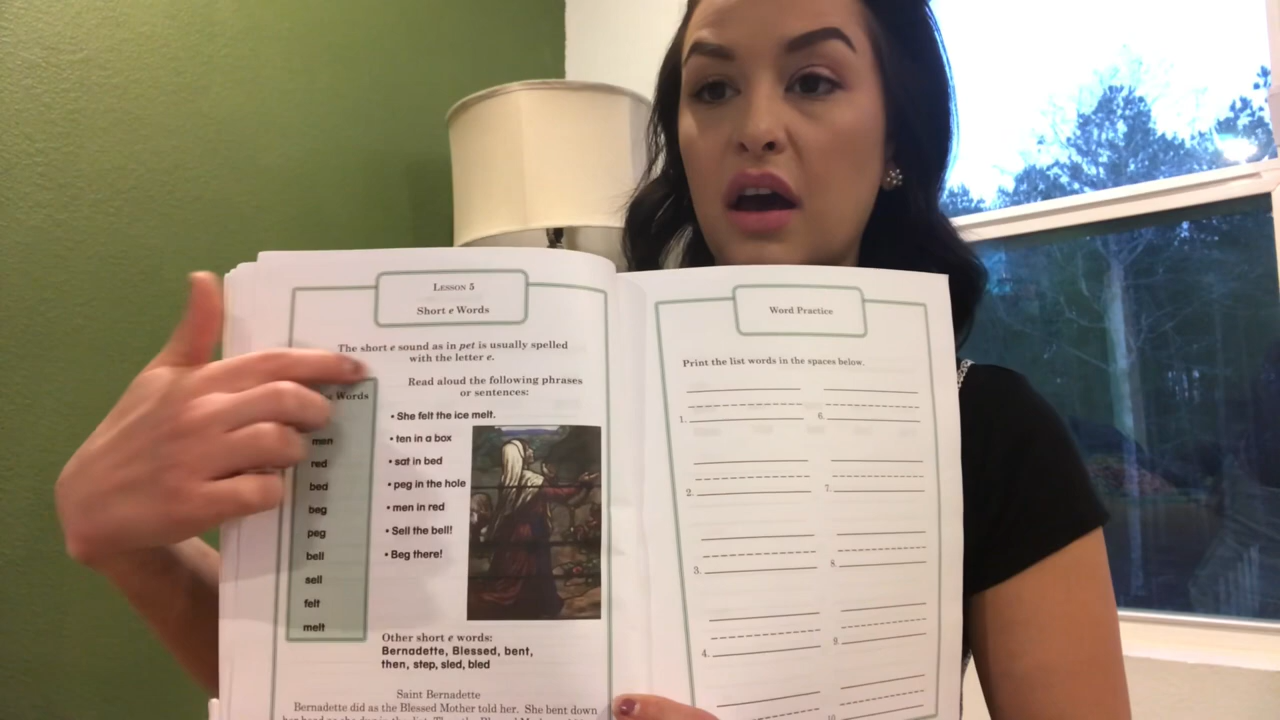 LESSON 5
Short e Words
The short e sound as in pet is usually spelled
with the letter e.
Words
men
red
bed
beg
peg
bell
sell
felt
melt
Read aloud the following phrases
or sentences:
• She felt the ice melt.
• ten in a box
• sat in bed
• peg in the hole
• men in red
• Sell the bell!
• Beg there!
Other short e words:
Bernadette, Blessed, bent,
then, step, sled, bled
Saint Bernadette
Bernadette did as the Blessed Mother told her. She bent down
Word Practice
Print the list words in the spaces below.
1.
2.
3.
4.
6.
7.
8.
9.
10.